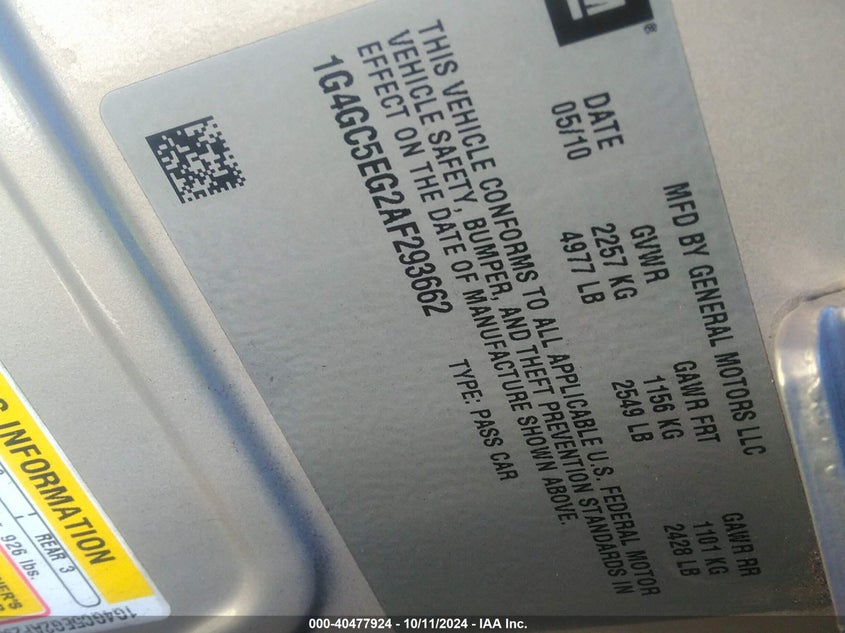 M®
MFD BY GENERAL MOTORS LLC
DATE GVWR GAWR FRT GAWR RR
05/10 2257 KG 1156 KG 1101 KG
4977 LB 2549 LB 2428 LB
THIS VEHICLE CONFORMS TO ALL APPLICABLE U.S. FEDERAL MOTOR
VEHICLE SAFETY, BUMPER, AND THEFT PREVENTION STANDARDS IN
EFFECT ON THE DATE OF MANUFACTURE SHOWN ABOVE.
1G4GC5EG2AF293662 TYPE: PASS CAR
INFORMATION
REAR 3
926 lbs.
1G4GC5EG2AF2
000-40477924 - 10/11/2024 - IAA Inc.